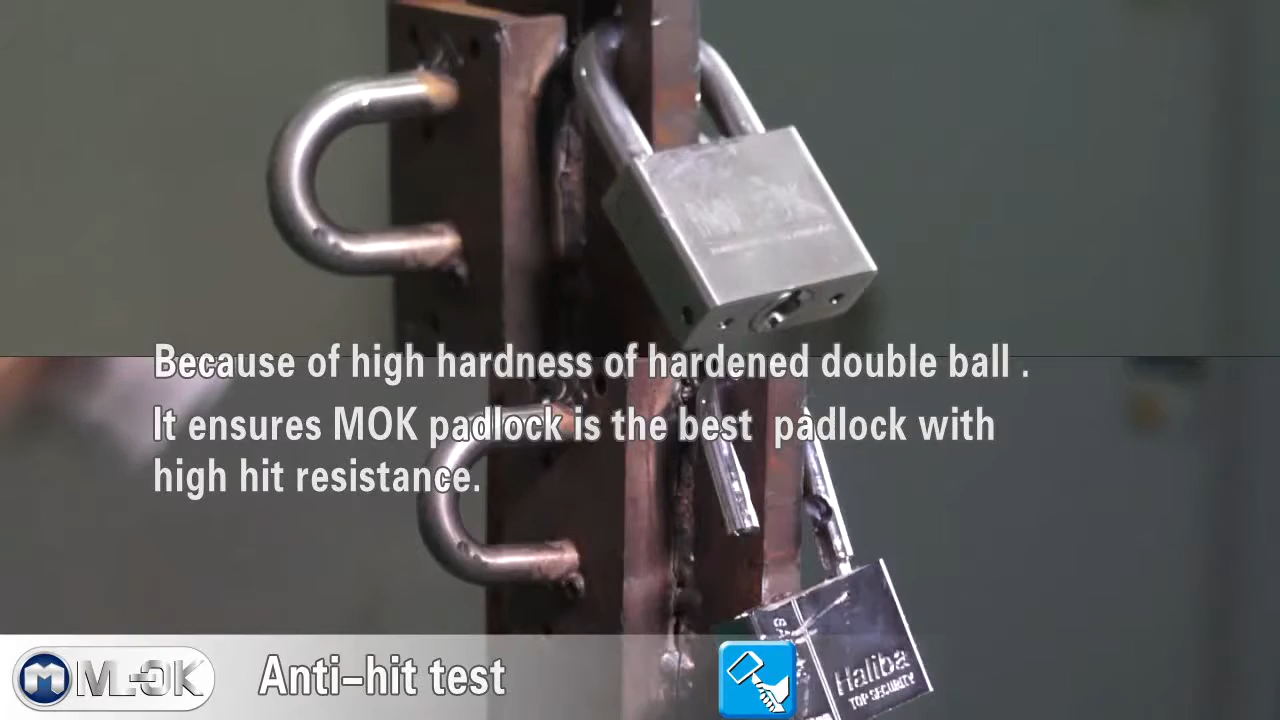 Because of high hardness of hardened double ball .
It ensures MOK padlock is the best padlock with
high hit resistance.
Anti-hit test
Haliba
TOP SECURITY